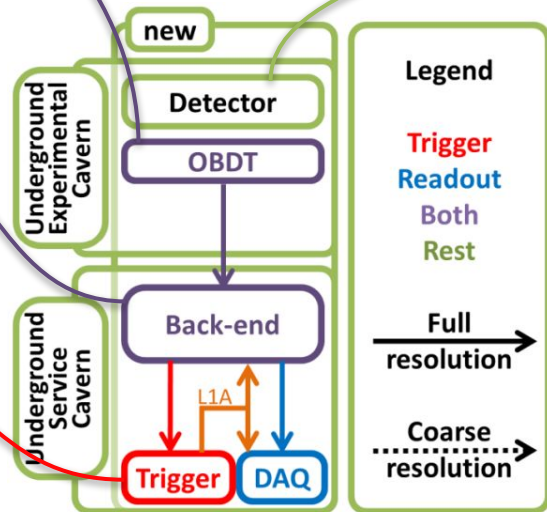 new
Underground
Experimental
Cavern
Detector
OBDT
Underground
Service
Cavern
Back-end
L1A
Trigger
DAQ
Legend
Trigger
Readout
Both
Rest
Full
resolution
Coarse
resolution